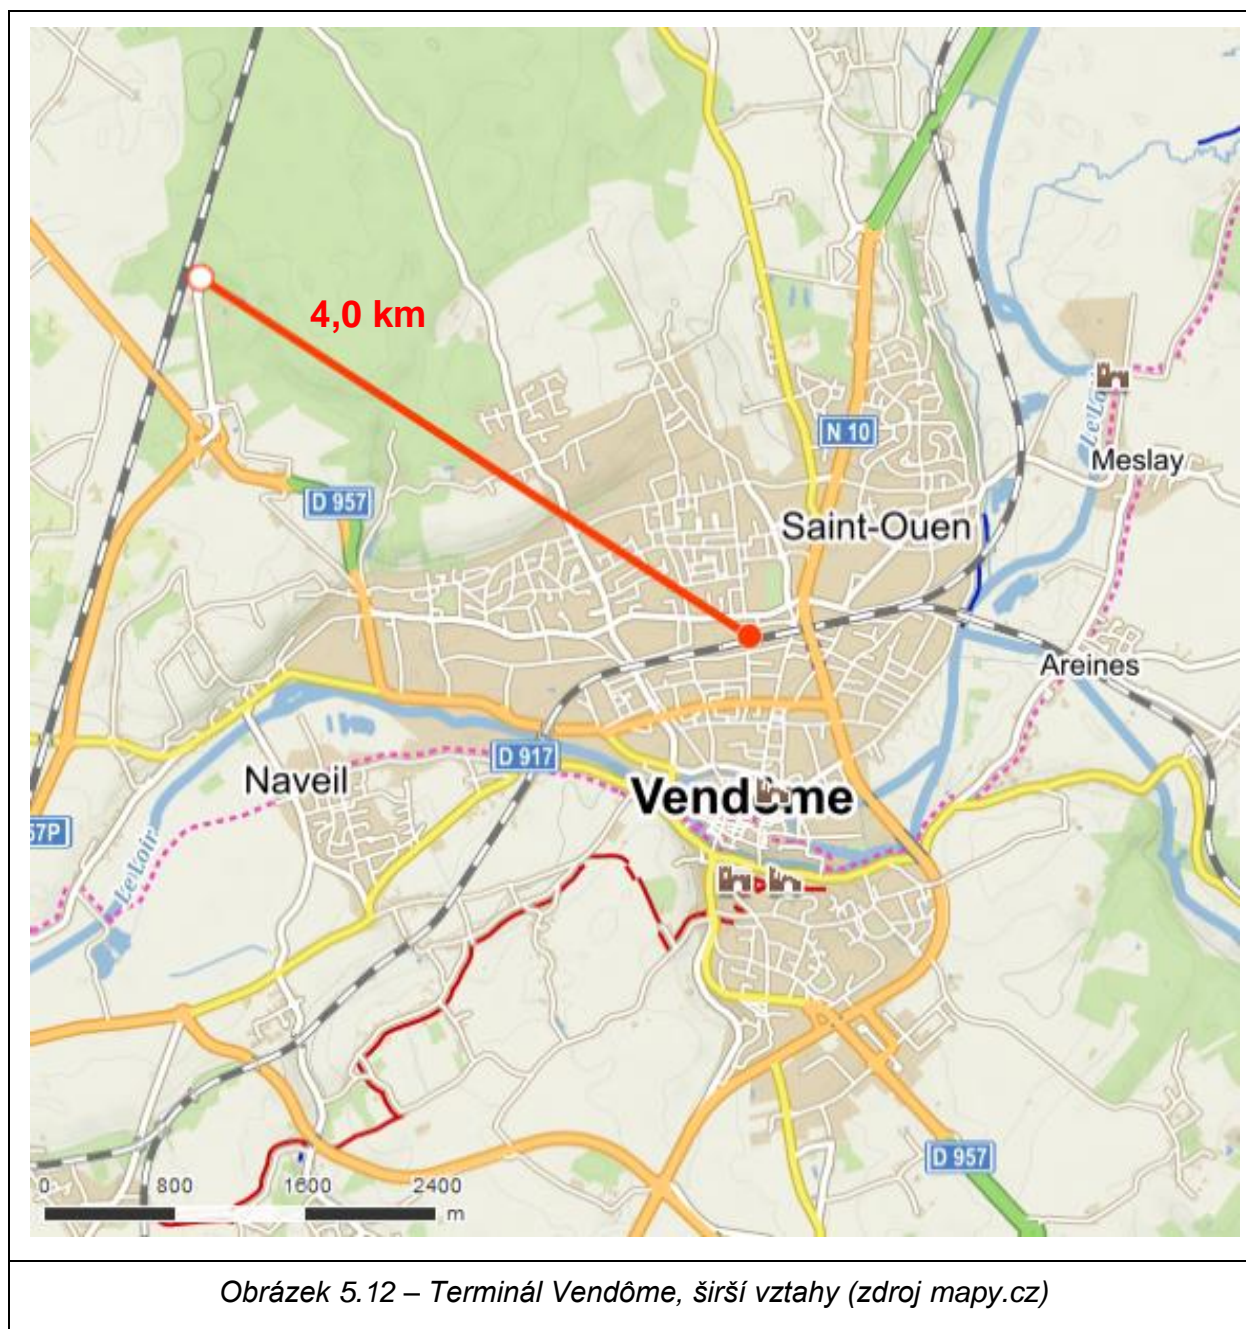 4,0 km
N 10
Le Loir
Meslay
D 957
Saint-Ouen
Areines
D 917
Naveil
Vendôme
57P
Le Loir
D 957
0 800 1600 2400
m
Obrázek 5.12 – Terminál Vendôme, širší vztahy (zdroj mapy.cz)